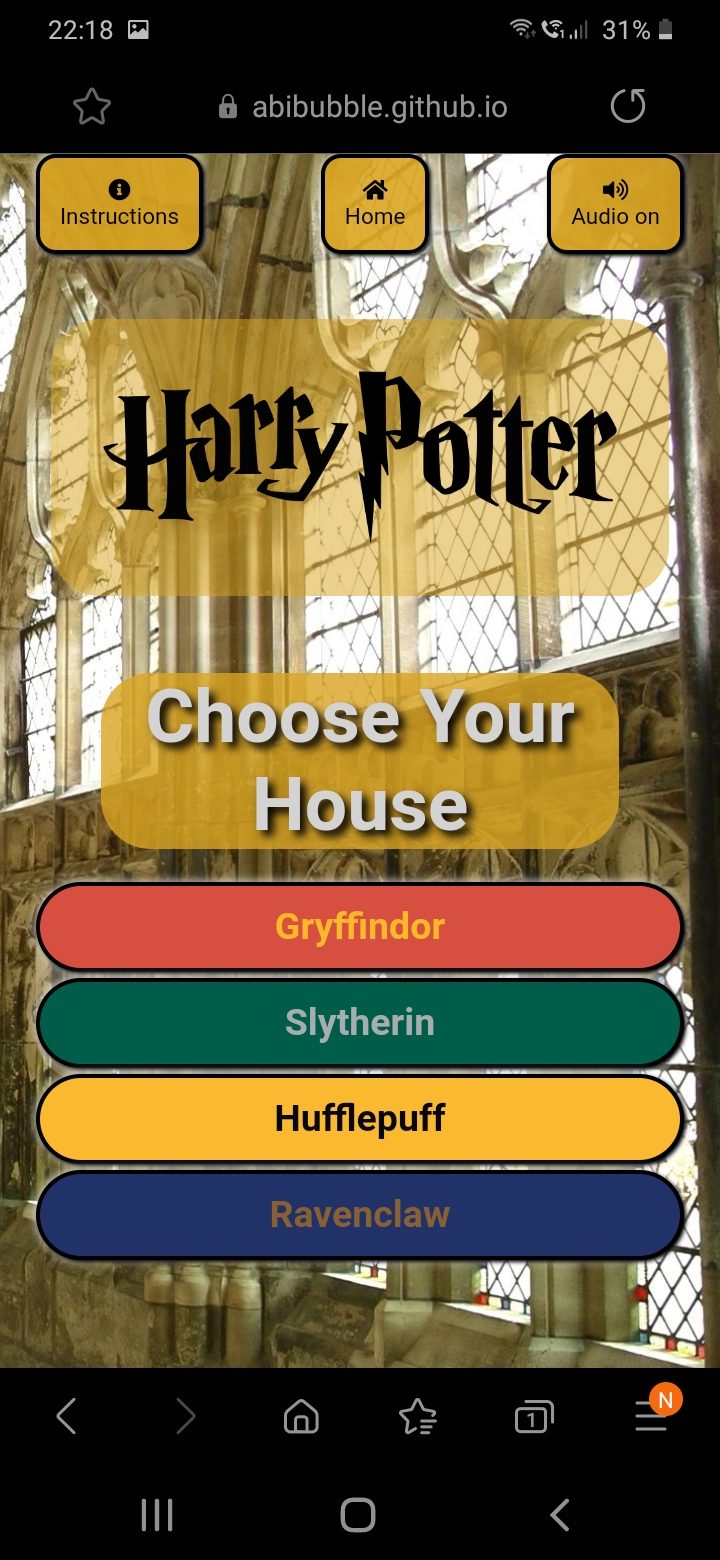 22:18 31%
abibubble.github.io
Instructions Home Audio on
Harry Potter
Choose Your
House
Gryffindor
Slytherin
Hufflepuff
Ravenclaw
1
N